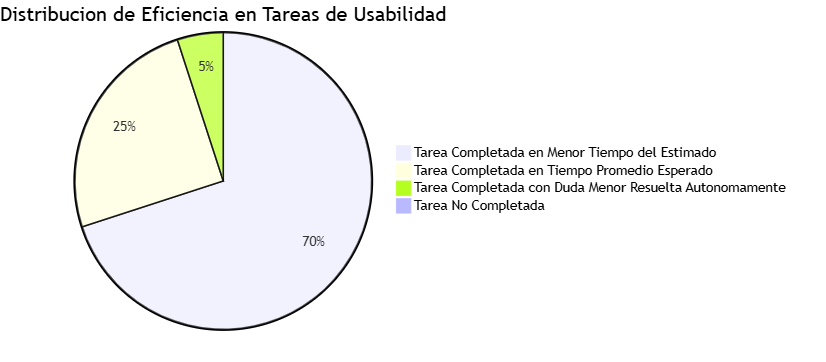 Distribucion de Eficiencia en Tareas de Usabilidad
5%
25%
70%
Tarea Completada en Menor Tiempo del Estimado
Tarea Completada en Tiempo Promedio Esperado
Tarea Completada con Duda Menor Resuelta Autonomamente
Tarea No Completada